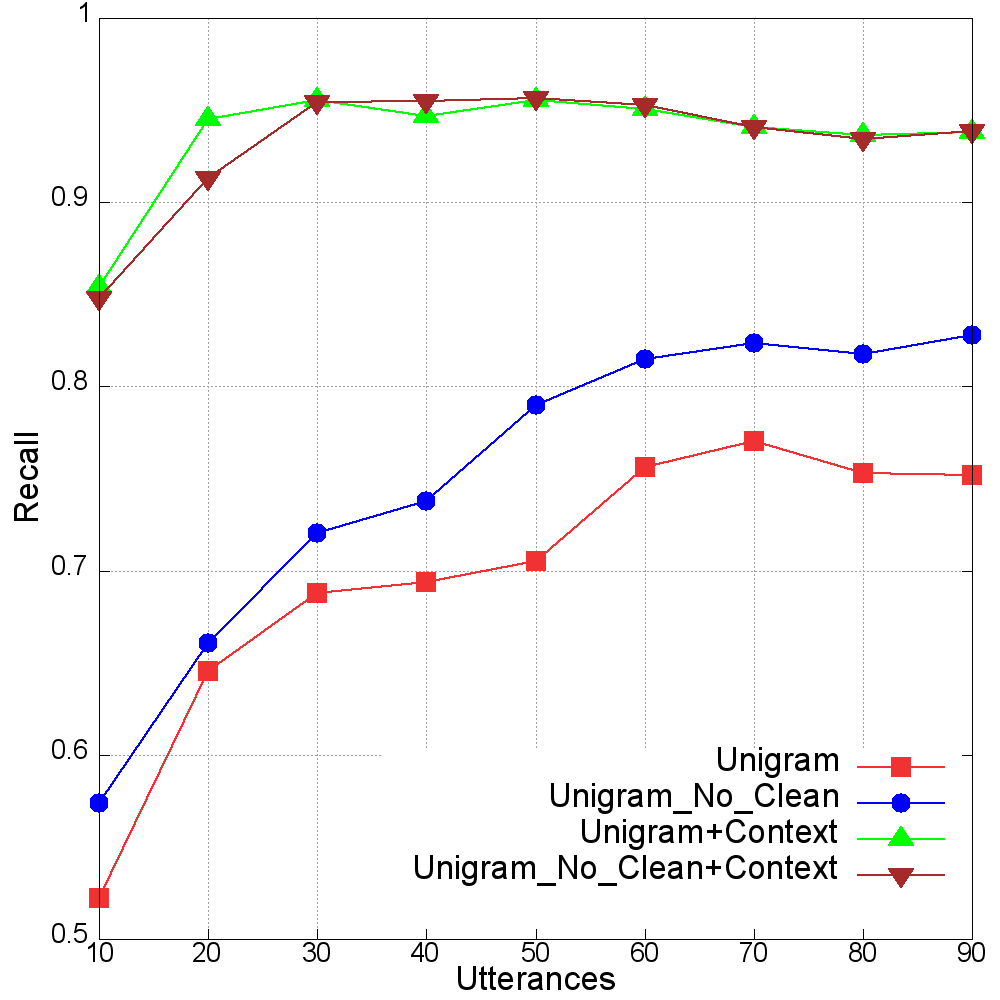 1
0.9
0.8
0.7
0.6
0.5
Recall
10 20 30 40 50 60 70 80 90
Utterances
Unigram
Unigram_No_Clean
Unigram+Context
Unigram_No_Clean+Context